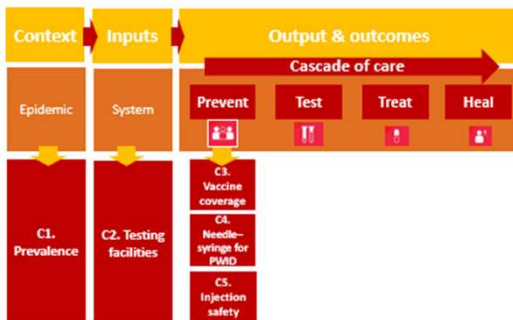 Context
Inputs
Output & outcomes
Cascade of care
Epidemic
System
Prevent
Test
Treat
Heal
C1.
Prevalence
C2. Testing
facilities
C3.
Vaccine
coverage
C4.
Needle–
syringe for
PWID
C5.
Injection
safety